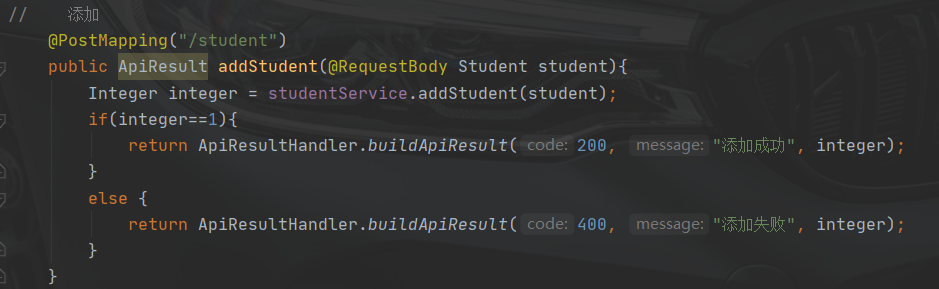 //    添加
@PostMapping("/student")
public ApiResult addStudent(@RequestBody Student student){
Integer integer = studentService.addStudent(student);
if(integer==1){
return ApiResultHandler.buildApiResult( code: 200, message: "添加成功", integer);
}
else {
return ApiResultHandler.buildApiResult( code: 400, message: "添加失败", integer);
}
}